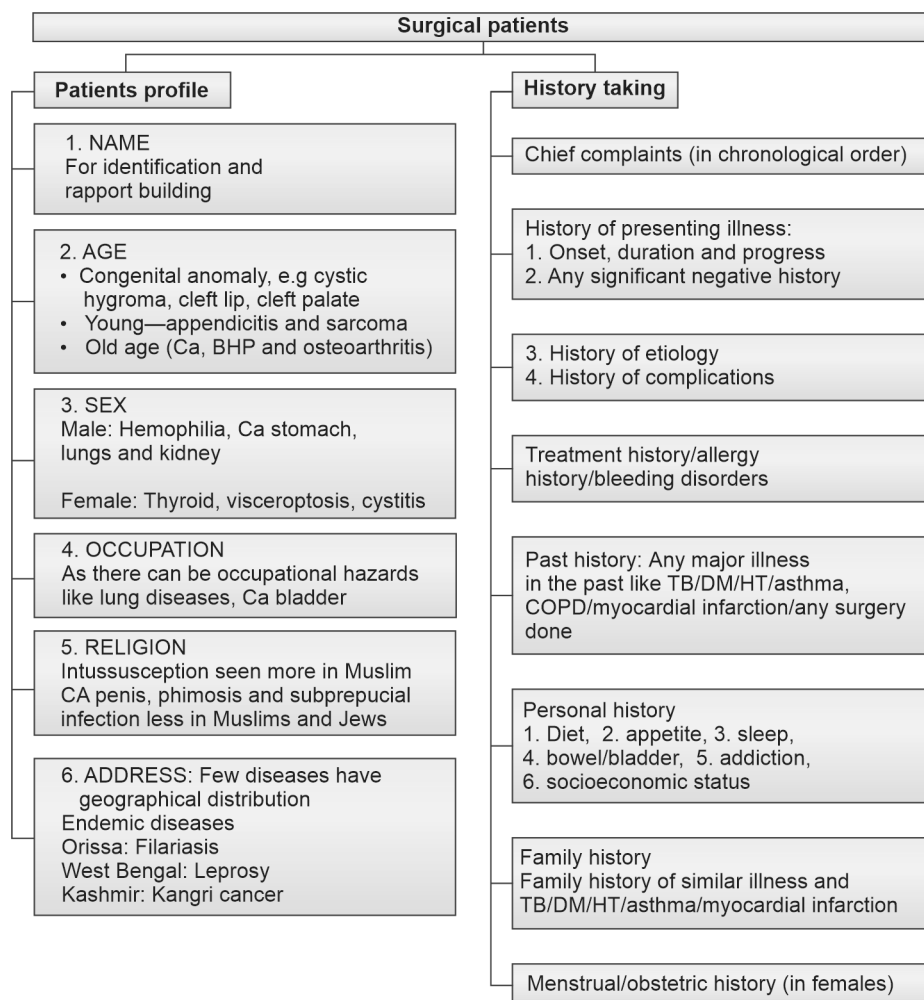 Surgical patients
Patients profile
1. NAME
For identification and
rapport building
2. AGE
• Congenital anomaly, e.g cystic
hygroma, cleft lip, cleft palate
• Young—appendicitis and sarcoma
• Old age (Ca, BHP and osteoarthritis)
3. SEX
Male: Hemophilia, Ca stomach,
lungs and kidney
Female: Thyroid, visceroptosis, cystitis
4. OCCUPATION
As there can be occupational hazards
like lung diseases, Ca bladder
5. RELIGION
Intussusception seen more in Muslim
CA penis, phimosis and subprepucial
infection less in Muslims and Jews
6. ADDRESS: Few diseases have
geographical distribution
Endemic diseases
Orissa: Filariasis
West Bengal: Leprosy
Kashmir: Kangri cancer
History taking
Chief complaints (in chronological order)
History of presenting illness:
1. Onset, duration and progress
2. Any significant negative history
3. History of etiology
4. History of complications
Treatment history/allergy
history/bleeding disorders
Past history: Any major illness
in the past like TB/DM/HT/asthma,
COPD/myocardial infarction/any surgery
done
Personal history
1. Diet, 2. appetite, 3. sleep,
4. bowel/bladder, 5. addiction,
6. socioeconomic status
Family history
Family history of similar illness and
TB/DM/HT/asthma/myocardial infarction
Menstrual/obstetric history (in females)